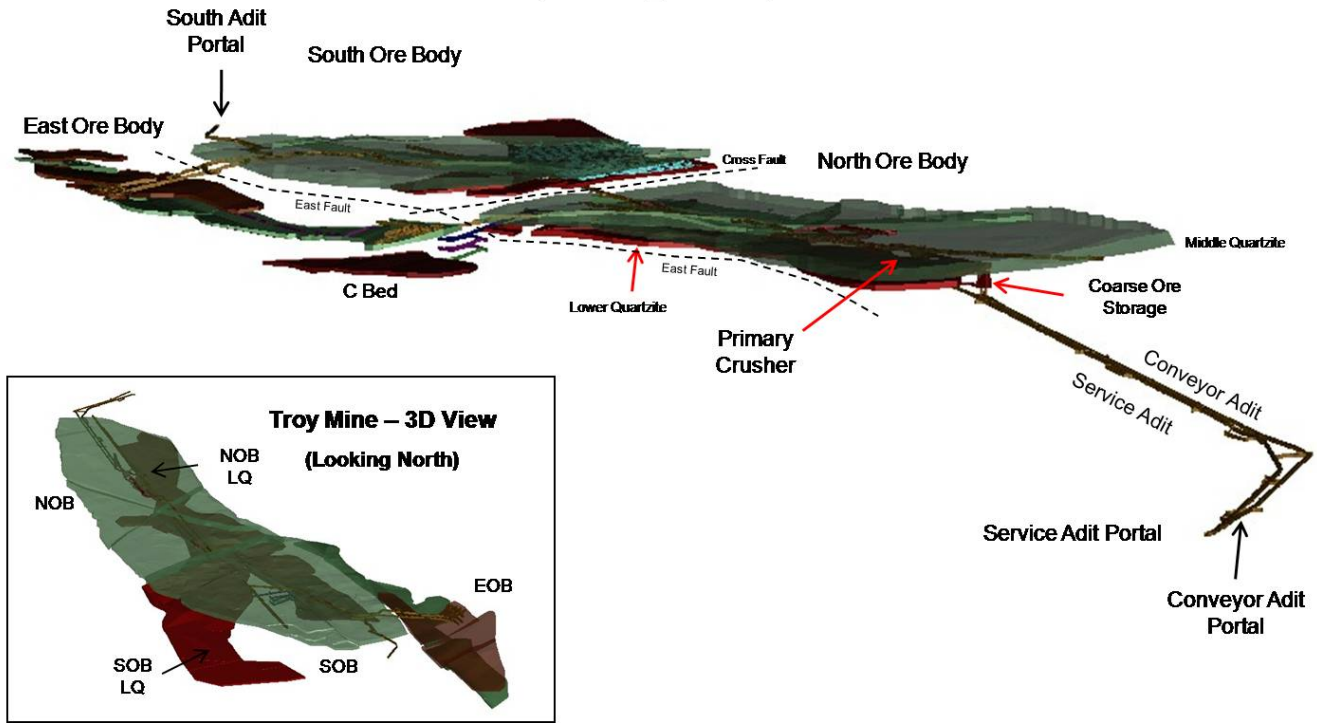 South Adit
Portal
South Ore Body
East Ore Body
Cross Fault
North Ore Body
East Fault
Middle Quartzite
C Bed
East Fault
Lower Quartzite
Coarse Ore
Storage
Primary
Crusher
Conveyor Adit
Service Adit
Service Adit Portal
Conveyor Adit
Portal
Troy Mine – 3D View
(Looking North)
NOB
LQ
NOB
EOB
SOB
LQ
SOB